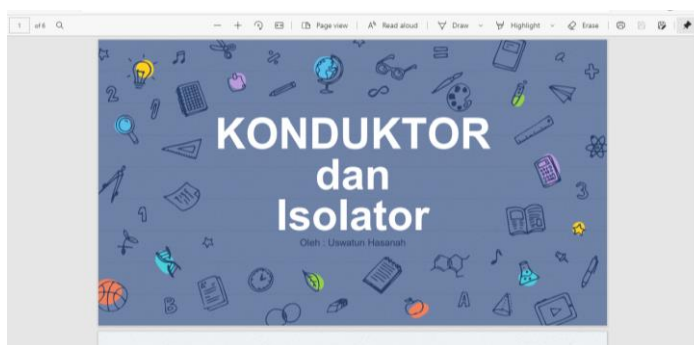 1 of 6 Page view Read aloud Draw Highlight Erase
KONDUKTOR
dan
Isolator
Oleh : Uswatun Hasanah